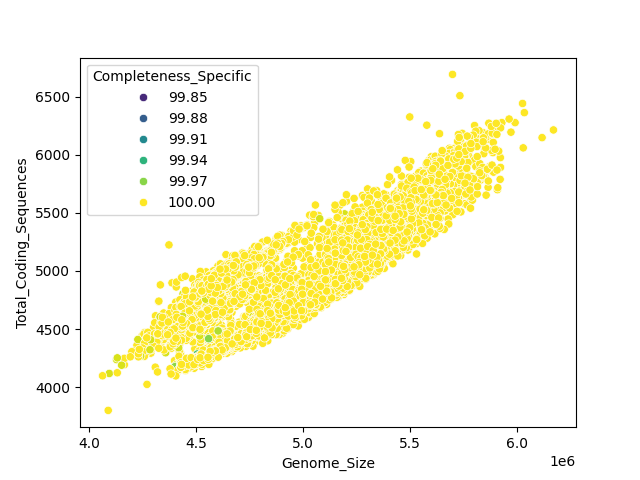 Completeness_Specific
99.85
99.88
99.91
99.94
99.97
100.00
Total_Coding_Sequences
6500
6000
5500
5000
4500
4000
4.0 4.5 5.0 5.5 6.0
1e6
Genome_Size